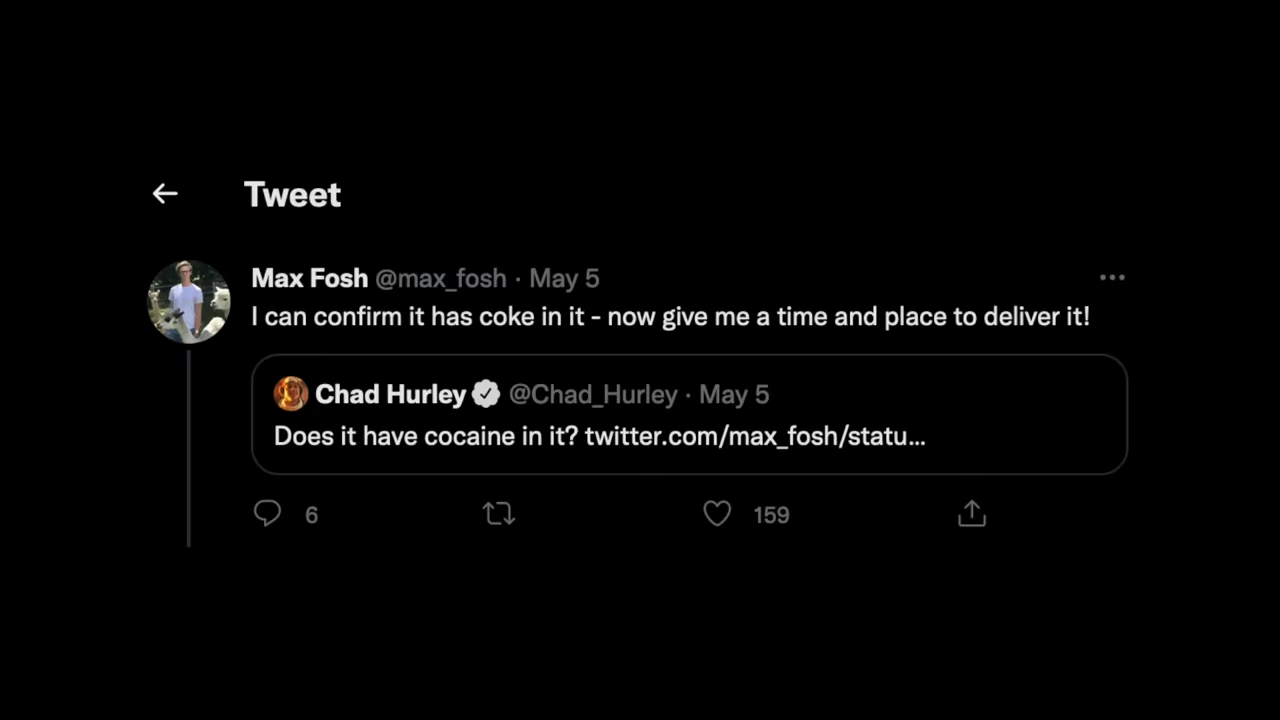 Tweet
Max Fosh @max_fosh · May 5
I can confirm it has coke in it - now give me a time and place to deliver it!
Chad Hurley @Chad_Hurley · May 5
Does it have cocaine in it? twitter.com/max_fosh/statu...
6 159